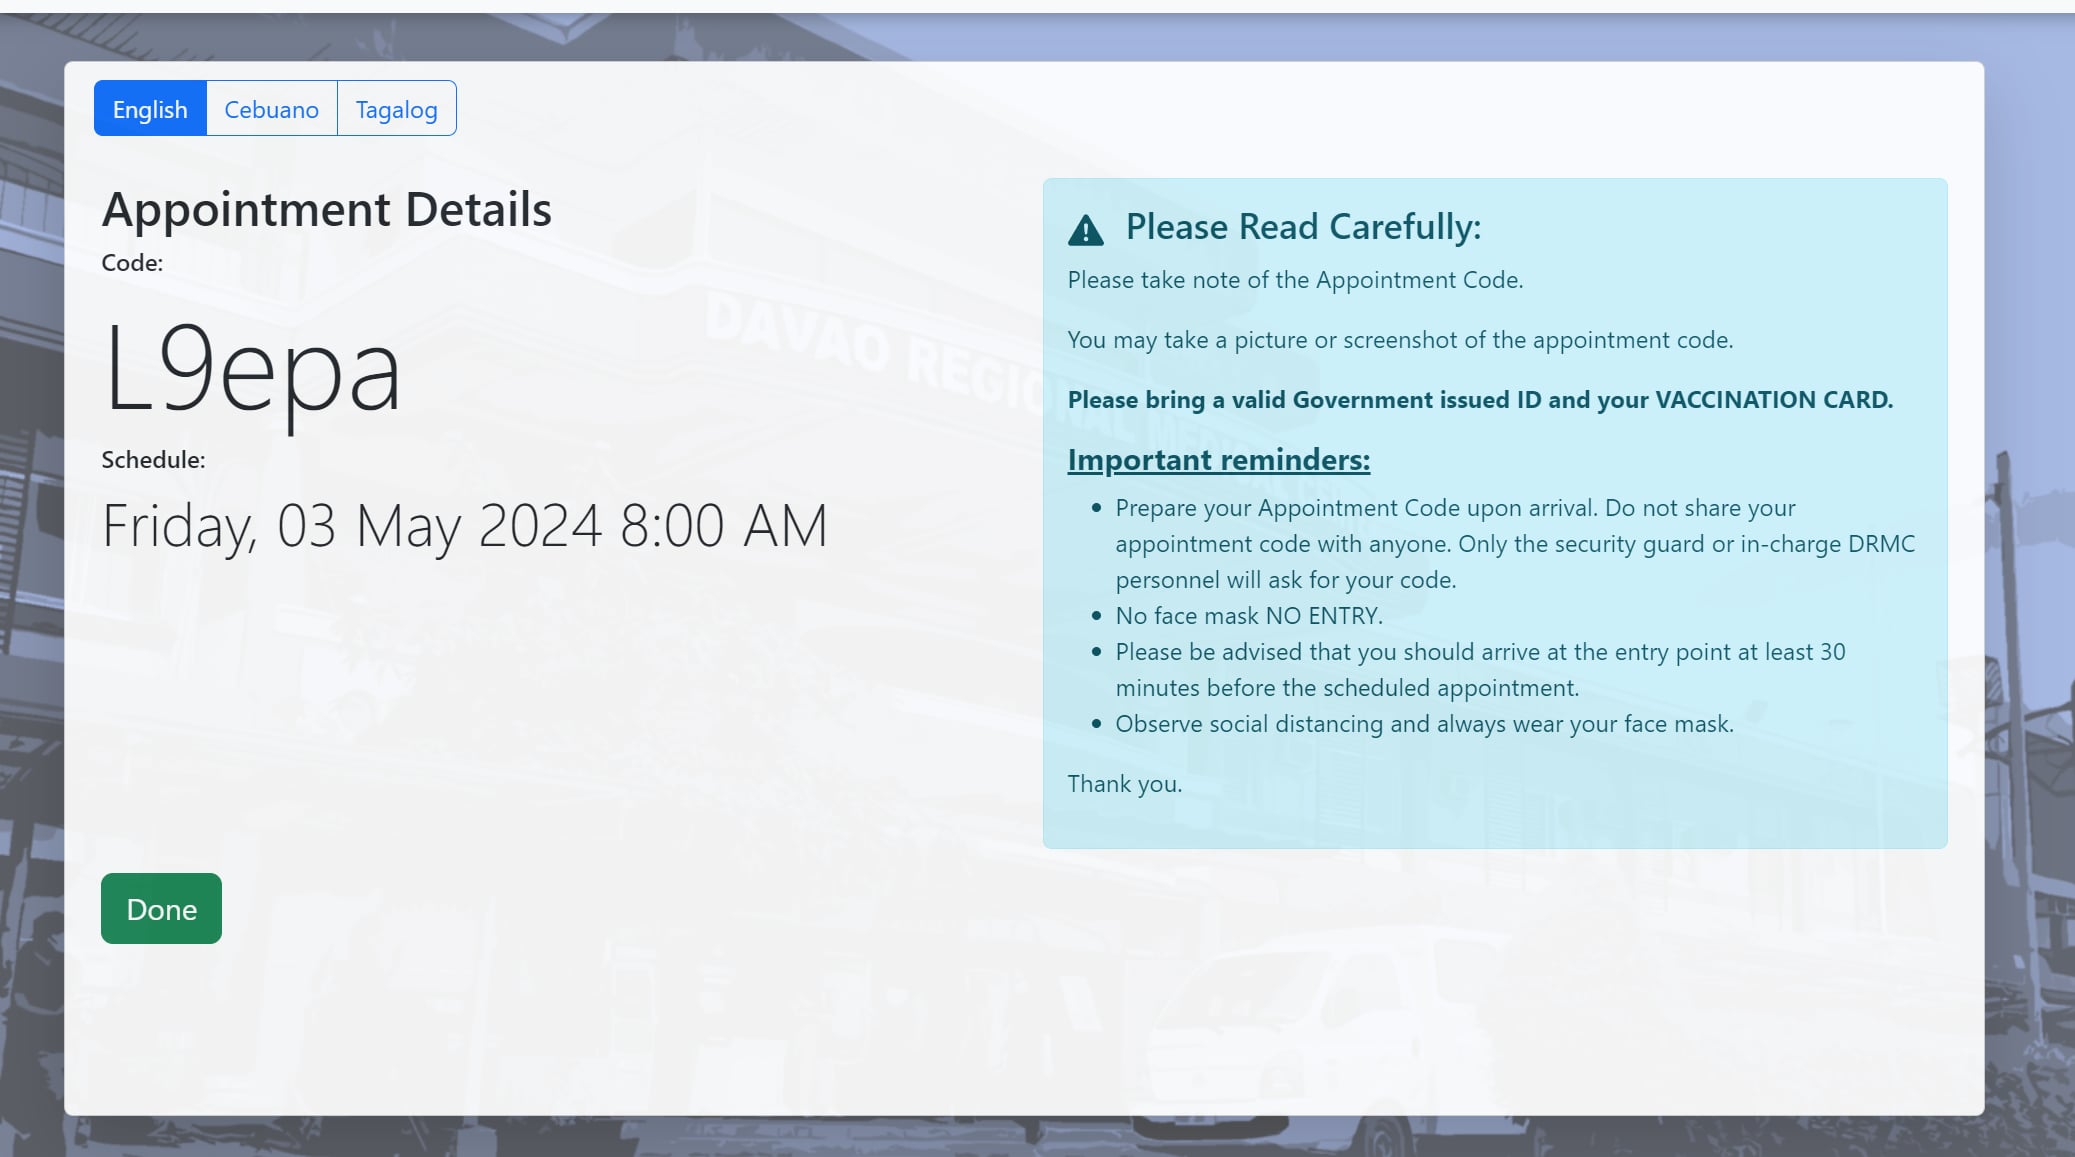 English
Cebuano
Tagalog
Appointment Details
Code:
L9epa
Schedule:
Friday, 03 May 2024 8:00 AM
Done
Please Read Carefully:
Please take note of the Appointment Code.
You may take a picture or screenshot of the appointment code.
Please bring a valid Government issued ID and your VACCINATION CARD.
Important reminders:
Prepare your Appointment Code upon arrival. Do not share your
appointment code with anyone. Only the security guard or in-charge DRMC
personnel will ask for your code.
No face mask NO ENTRY.
Please be advised that you should arrive at the entry point at least 30
minutes before the scheduled appointment.
Observe social distancing and always wear your face mask.
Thank you.
DAVAO REGIONAL MEDICAL CENTER